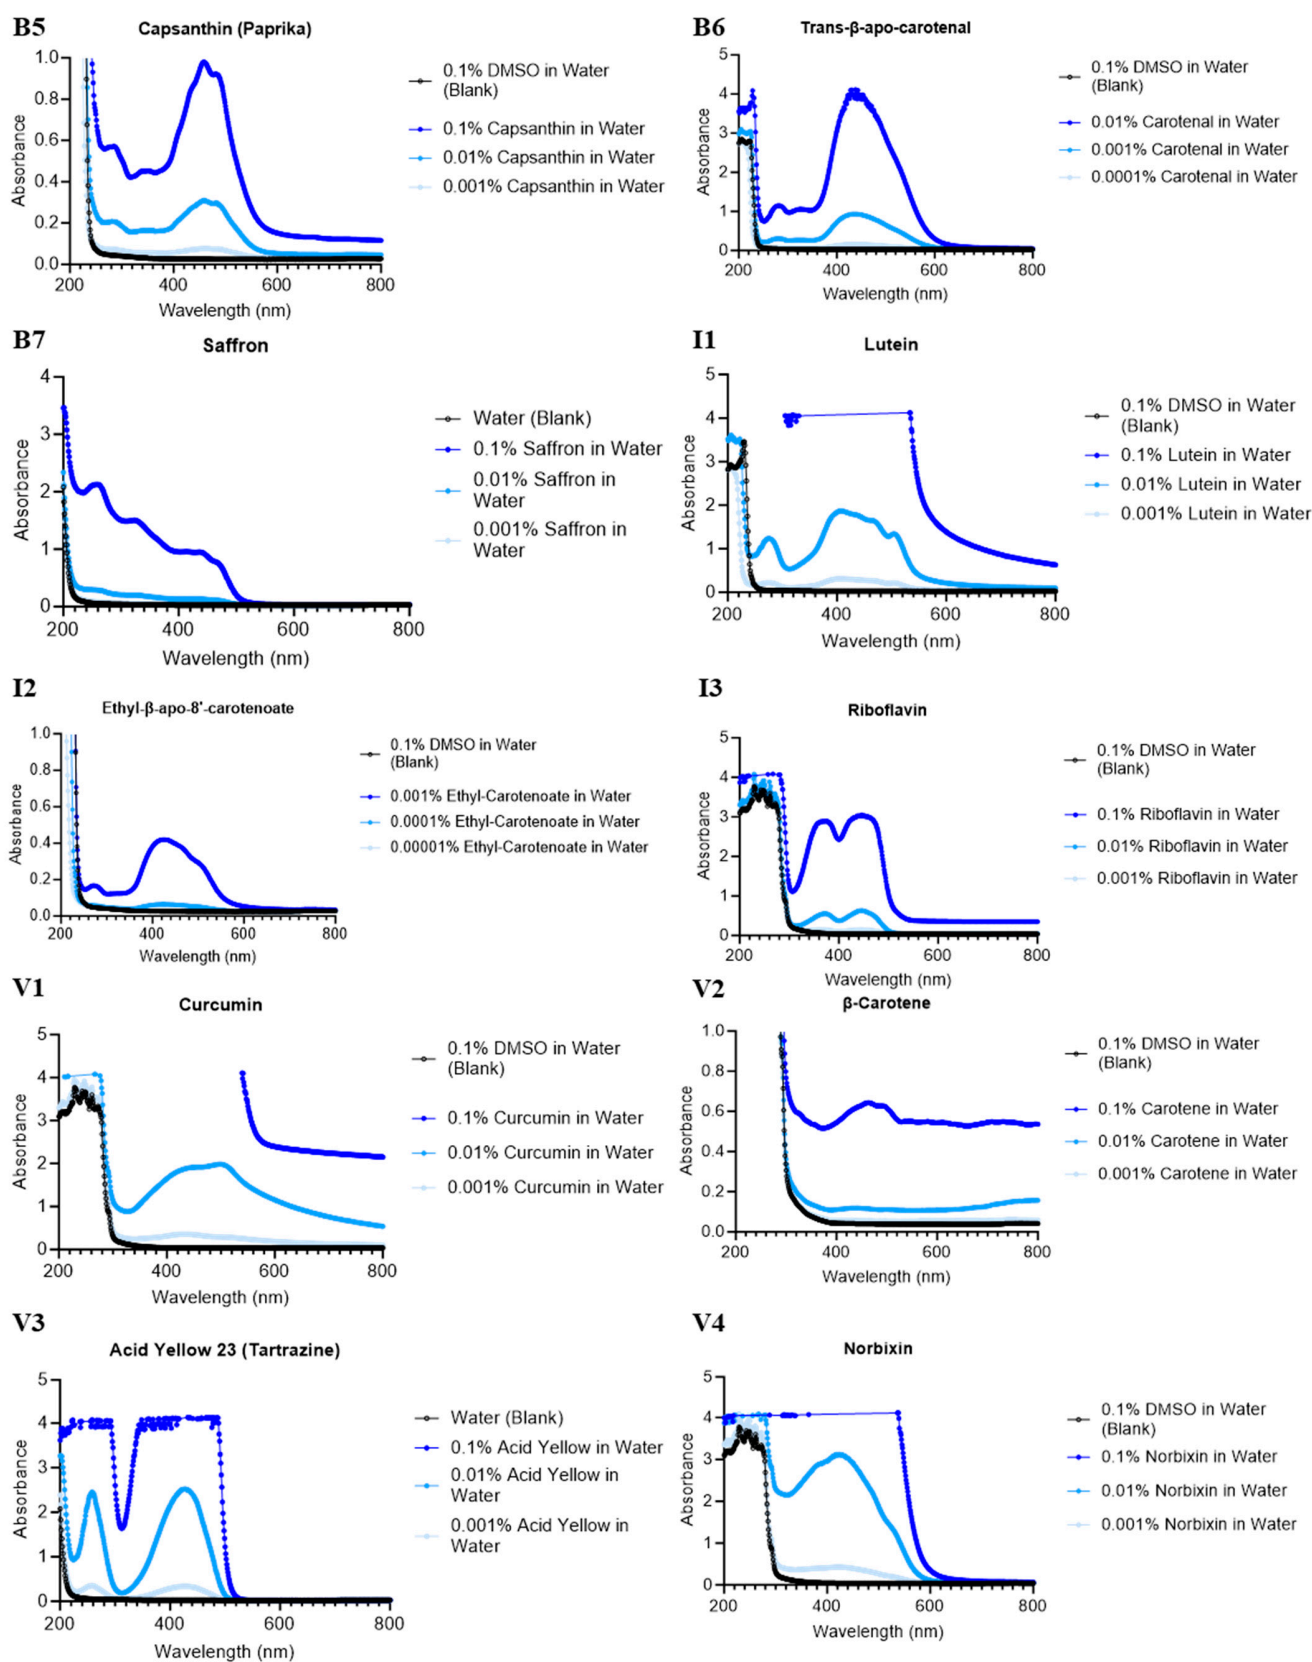 B5
Capsanthin (Paprika)
1.0
0.8
0.6
0.4
0.2
0.0
Absorbance
200
400
600
800
Wavelength (nm)
0.1% DMSO in Water
(Blank)
0.1% Capsanthin in Water
0.01% Capsanthin in Water
0.001% Capsanthin in Water
B6
Trans-β-apo-carotenal
5
4
3
2
1
0
Absorbance
200
400
600
800
Wavelength (nm)
0.1% DMSO in Water
(Blank)
0.01% Carotenal in Water
0.001% Carotenal in Water
0.0001% Carotenal in Water
B7
Saffron
4
3
2
1
0
Absorbance
200
400
600
800
Wavelength (nm)
Water (Blank)
0.1% Saffron in Water
0.01% Saffron in
Water
0.001% Saffron in
Water
I1
Lutein
5
4
3
2
1
0
Absorbance
200
400
600
800
Wavelength (nm)
0.1% DMSO in Water
(Blank)
0.1% Lutein in Water
0.01% Lutein in Water
0.001% Lutein in Water
I2
Ethyl-β-apo-8'-carotenoate
1.0
0.8
0.6
0.4
0.2
0.0
Absorbance
200
400
600
800
Wavelength (nm)
0.1% DMSO in Water
(Blank)
0.001% Ethyl-Carotenoate in Water
0.0001% Ethyl-Carotenoate in Water
0.00001% Ethyl-Carotenoate in Water
I3
Riboflavin
5
4
3
2
1
0
Absorbance
200
400
600
800
Wavelength (nm)
0.1% DMSO in Water
(Blank)
0.1% Riboflavin in Water
0.01% Riboflavin in Water
0.001% Riboflavin in Water
V1
Curcumin
5
4
3
2
1
0
Absorbance
200
400
600
800
Wavelength (nm)
0.1% DMSO in Water
(Blank)
0.1% Curcumin in Water
0.01% Curcumin in Water
0.001% Curcumin in Water
V2
β-Carotene
1.0
0.8
0.6
0.4
0.2
0.0
Absorbance
200
400
600
800
Wavelength (nm)
0.1% DMSO in Water
(Blank)
0.1% Carotene in Water
0.01% Carotene in Water
0.001% Carotene in Water
V3
Acid Yellow 23 (Tartrazine)
5
4
3
2
1
0
Absorbance
200
400
600
800
Wavelength (nm)
Water (Blank)
0.1% Acid Yellow in Water
0.01% Acid Yellow in
Water
0.001% Acid Yellow in
Water
V4
Norbixin
5
4
3
2
1
0
Absorbance
200
400
600
800
Wavelength (nm)
0.1% DMSO in Water
(Blank)
0.1% Norbixin in Water
0.01% Norbixin in Water
0.001% Norbixin in Water